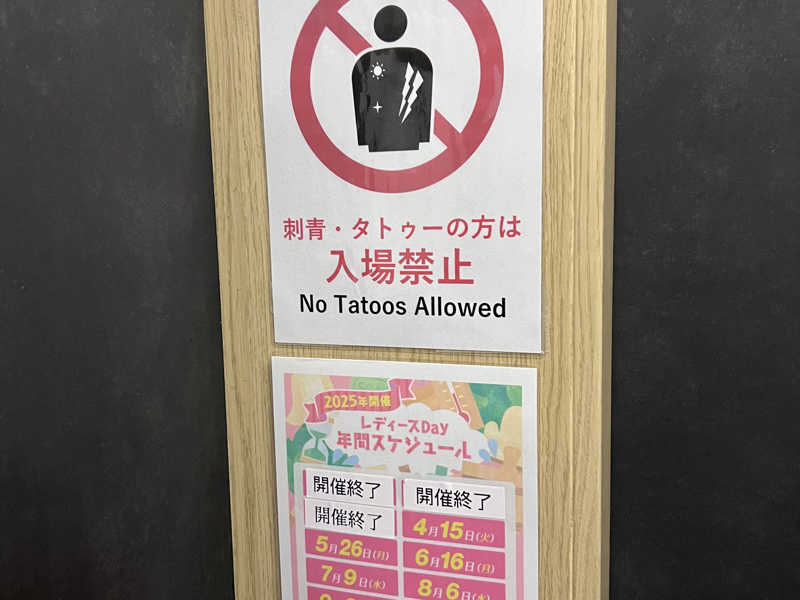 刺青・タトゥーの方は
入場禁止
No Tatoos Allowed
2025年開催
レディースDay
年間スケジュール
開催終了
開催終了
開催終了
4月15日(火)
5月26日(月)
6月16日(月)
7月9日(水)
8月6日(水)